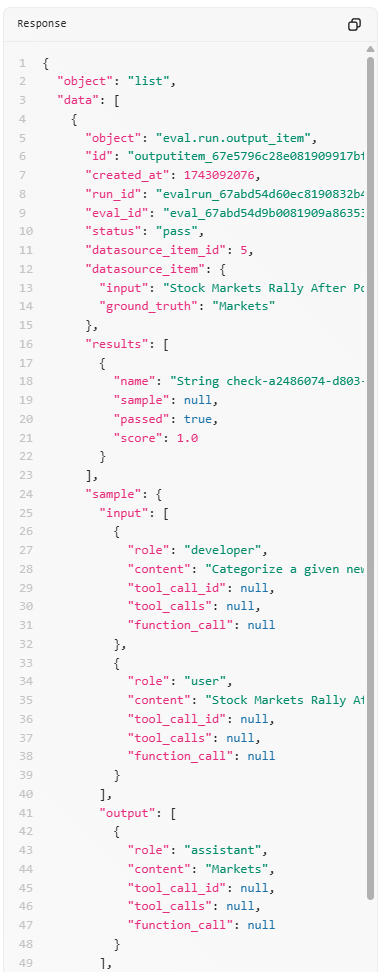 Response
1 {
2 "object": "list",
3 "data": [
4 {
5 "object": "eval.run.output_item",
6 "id": "outputitem_67e5796c28e081909917bf
7 "created_at": 1743092076,
8 "run_id": "evalrun_67abd54d60ec8190832b4
9 "eval_id": "eval_67abd54d9b0081909a86353
10 "status": "pass",
11 "datasource_item_id": 5,
12 "datasource_item": {
13 "input": "Stock Markets Rally After Po
14 "ground_truth": "Markets"
15 },
16 "results": [
17 {
18 "name": "String check-a2486074-d803-
19 "sample": null,
20 "passed": true,
21 "score": 1.0
22 }
23 ],
24 "sample": {
25 "input": [
26 {
27 "role": "developer",
28 "content": "Categorize a given new
29 "tool_call_id": null,
30 "tool_calls": null,
31 "function_call": null
32 },
33 {
34 "role": "user",
35 "content": "Stock Markets Rally Af
36 "tool_call_id": null,
37 "tool_calls": null,
38 "function_call": null
39 }
40 ],
41 "output": [
42 {
43 "role": "assistant",
44 "content": "Markets",
45 "tool_call_id": null,
46 "tool_calls": null,
47 "function_call": null
48 }
49 ],